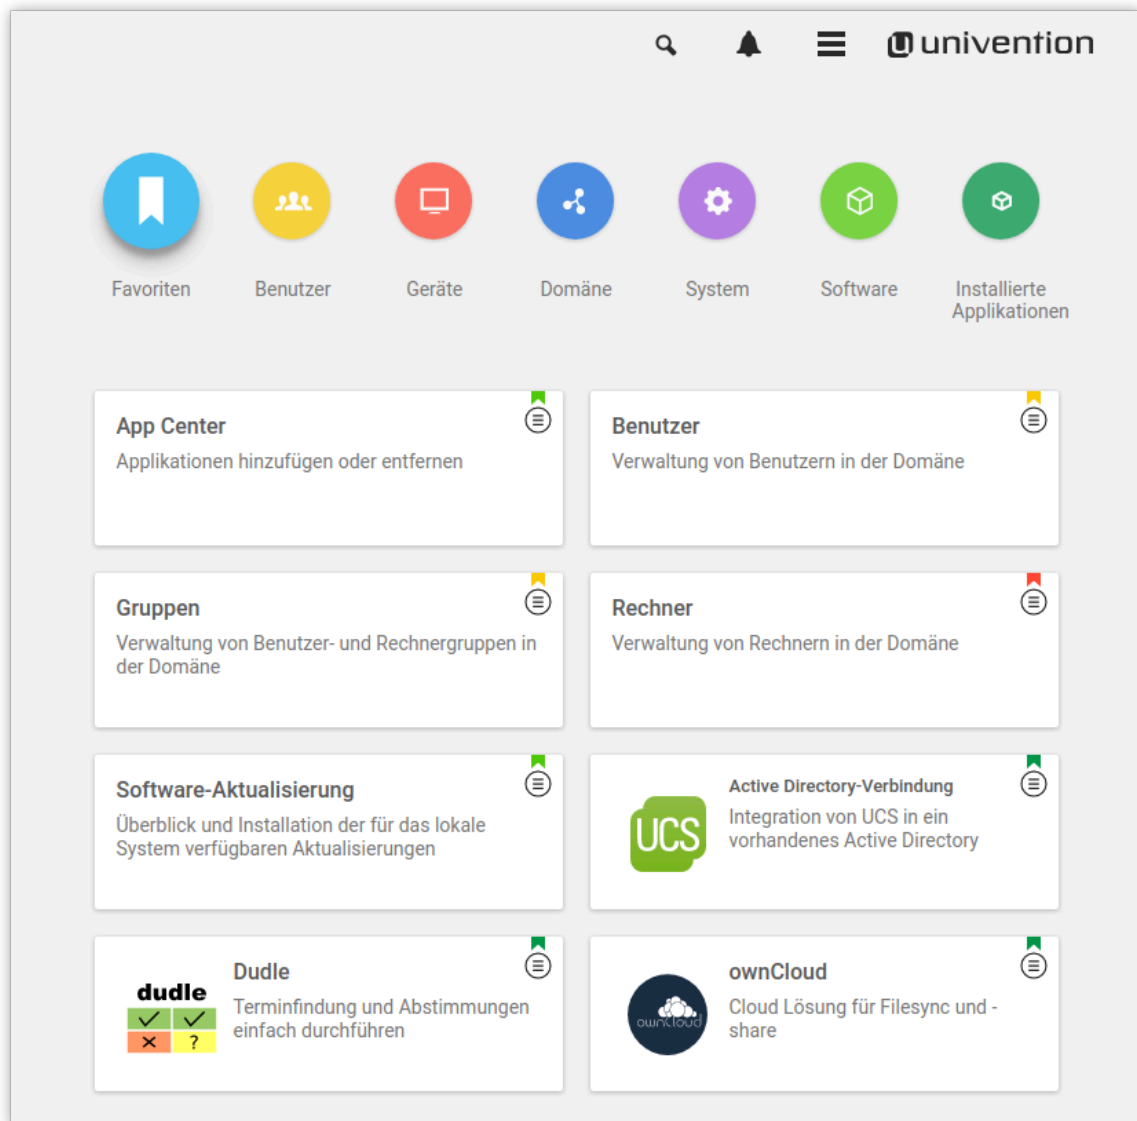 univention
Favoriten
Benutzer
Geräte
Domäne
System
Software
Installierte
Applikationen
App Center
Applikationen hinzufügen oder entfernen
Benutzer
Verwaltung von Benutzern in der Domäne
Gruppen
Verwaltung von Benutzer- und Rechnergruppen in
der Domäne
Rechner
Verwaltung von Rechnern in der Domäne
Software-Aktualisierung
Überblick und Installation der für das lokale
System verfügbaren Aktualisierungen
UCS
Active Directory-Verbindung
Integration von UCS in ein
vorhandenes Active Directory
dudle
?
Dudle
Terminfindung und Abstimmungen
einfach durchführen
ownCloud
ownCloud
Cloud Lösung für Filesync und -
share